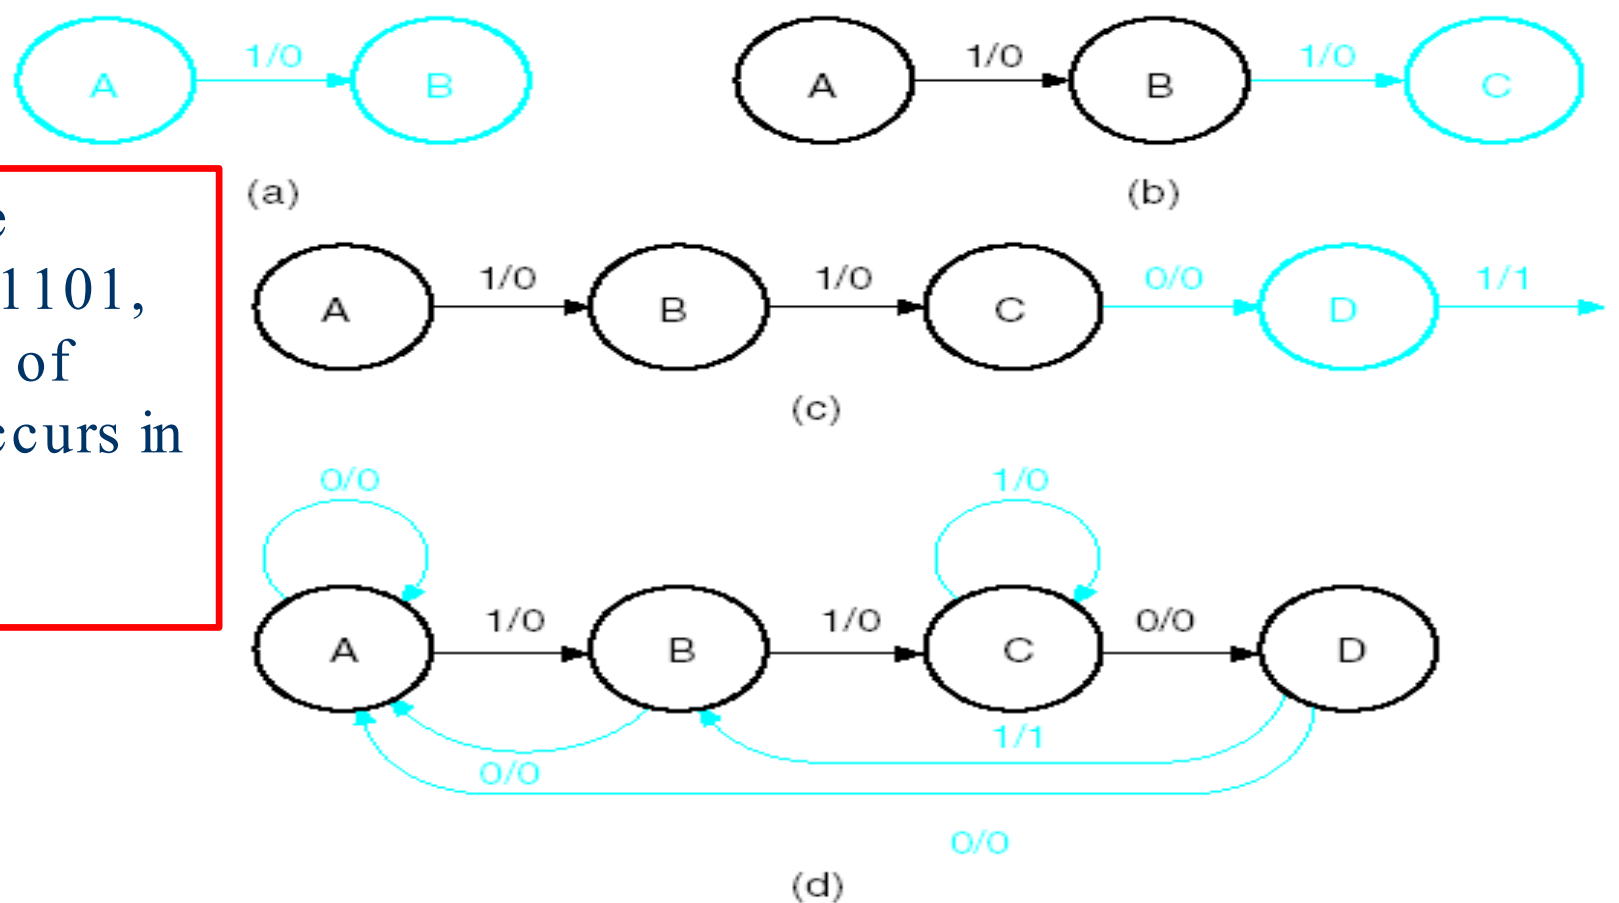 A 1/0 B
(a)
A 1/0 B 1/0 C
(b)
1101,
of
in
A 1/0 B 1/0 C 0/0 D 1/1
(c)
0/0 1/0
A 1/0 B 1/0 C 0/0 D
1/1
0/0
0/0
(d)